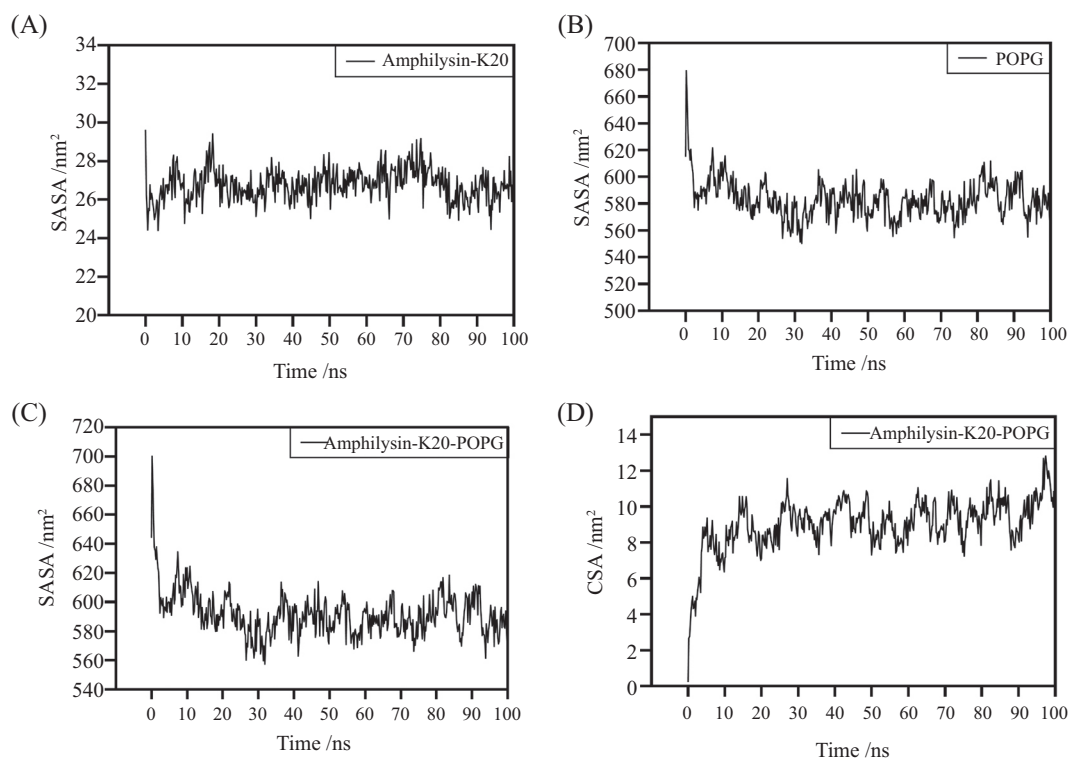 (A)
34
32
30
28
26
24
22
20
SASA /nm²
Amphilysin-K20
0 10 20 30 40 50 60 70 80 90 100
Time /ns
(B)
700
680
660
640
620
600
580
560
540
520
500
SASA /nm²
POPG
0 10 20 30 40 50 60 70 80 90 100
Time /ns
(C)
720
700
680
660
640
620
600
580
560
540
SASA /nm²
Amphilysin-K20-POPG
0 10 20 30 40 50 60 70 80 90 100
Time /ns
(D)
14
12
10
8
6
4
2
0
CSA /nm²
Amphilysin-K20-POPG
0 10 20 30 40 50 60 70 80 90 100
Time /ns